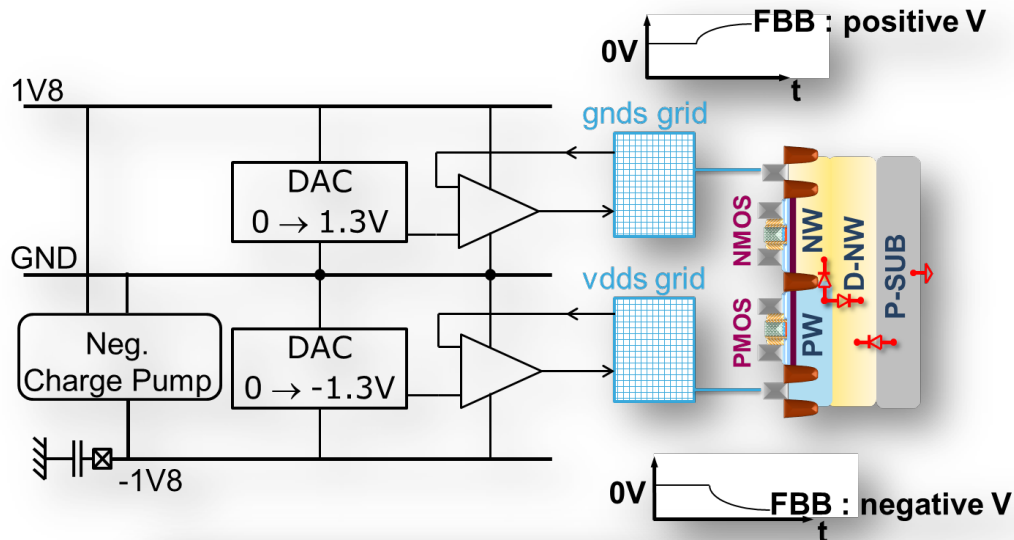 FBB : positive V
0V
t
1V8
gnds grid
DAC
0 → 1.3V
NMOS
NW
D-NW
P-SUB
GND
vdds grid
Neg.
Charge Pump
DAC
0 → -1.3V
PMOS
PW
-1V8
0V
FBB : negative V
t